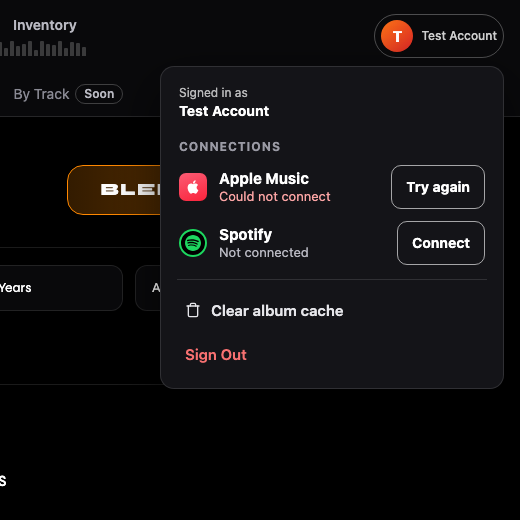 Inventory
T Test Account
By Track Soon
Signed in as
Test Account
CONNECTIONS
Apple Music
Could not connect
Try again
Spotify
Not connected
Connect
Years
Clear album cache
Sign Out